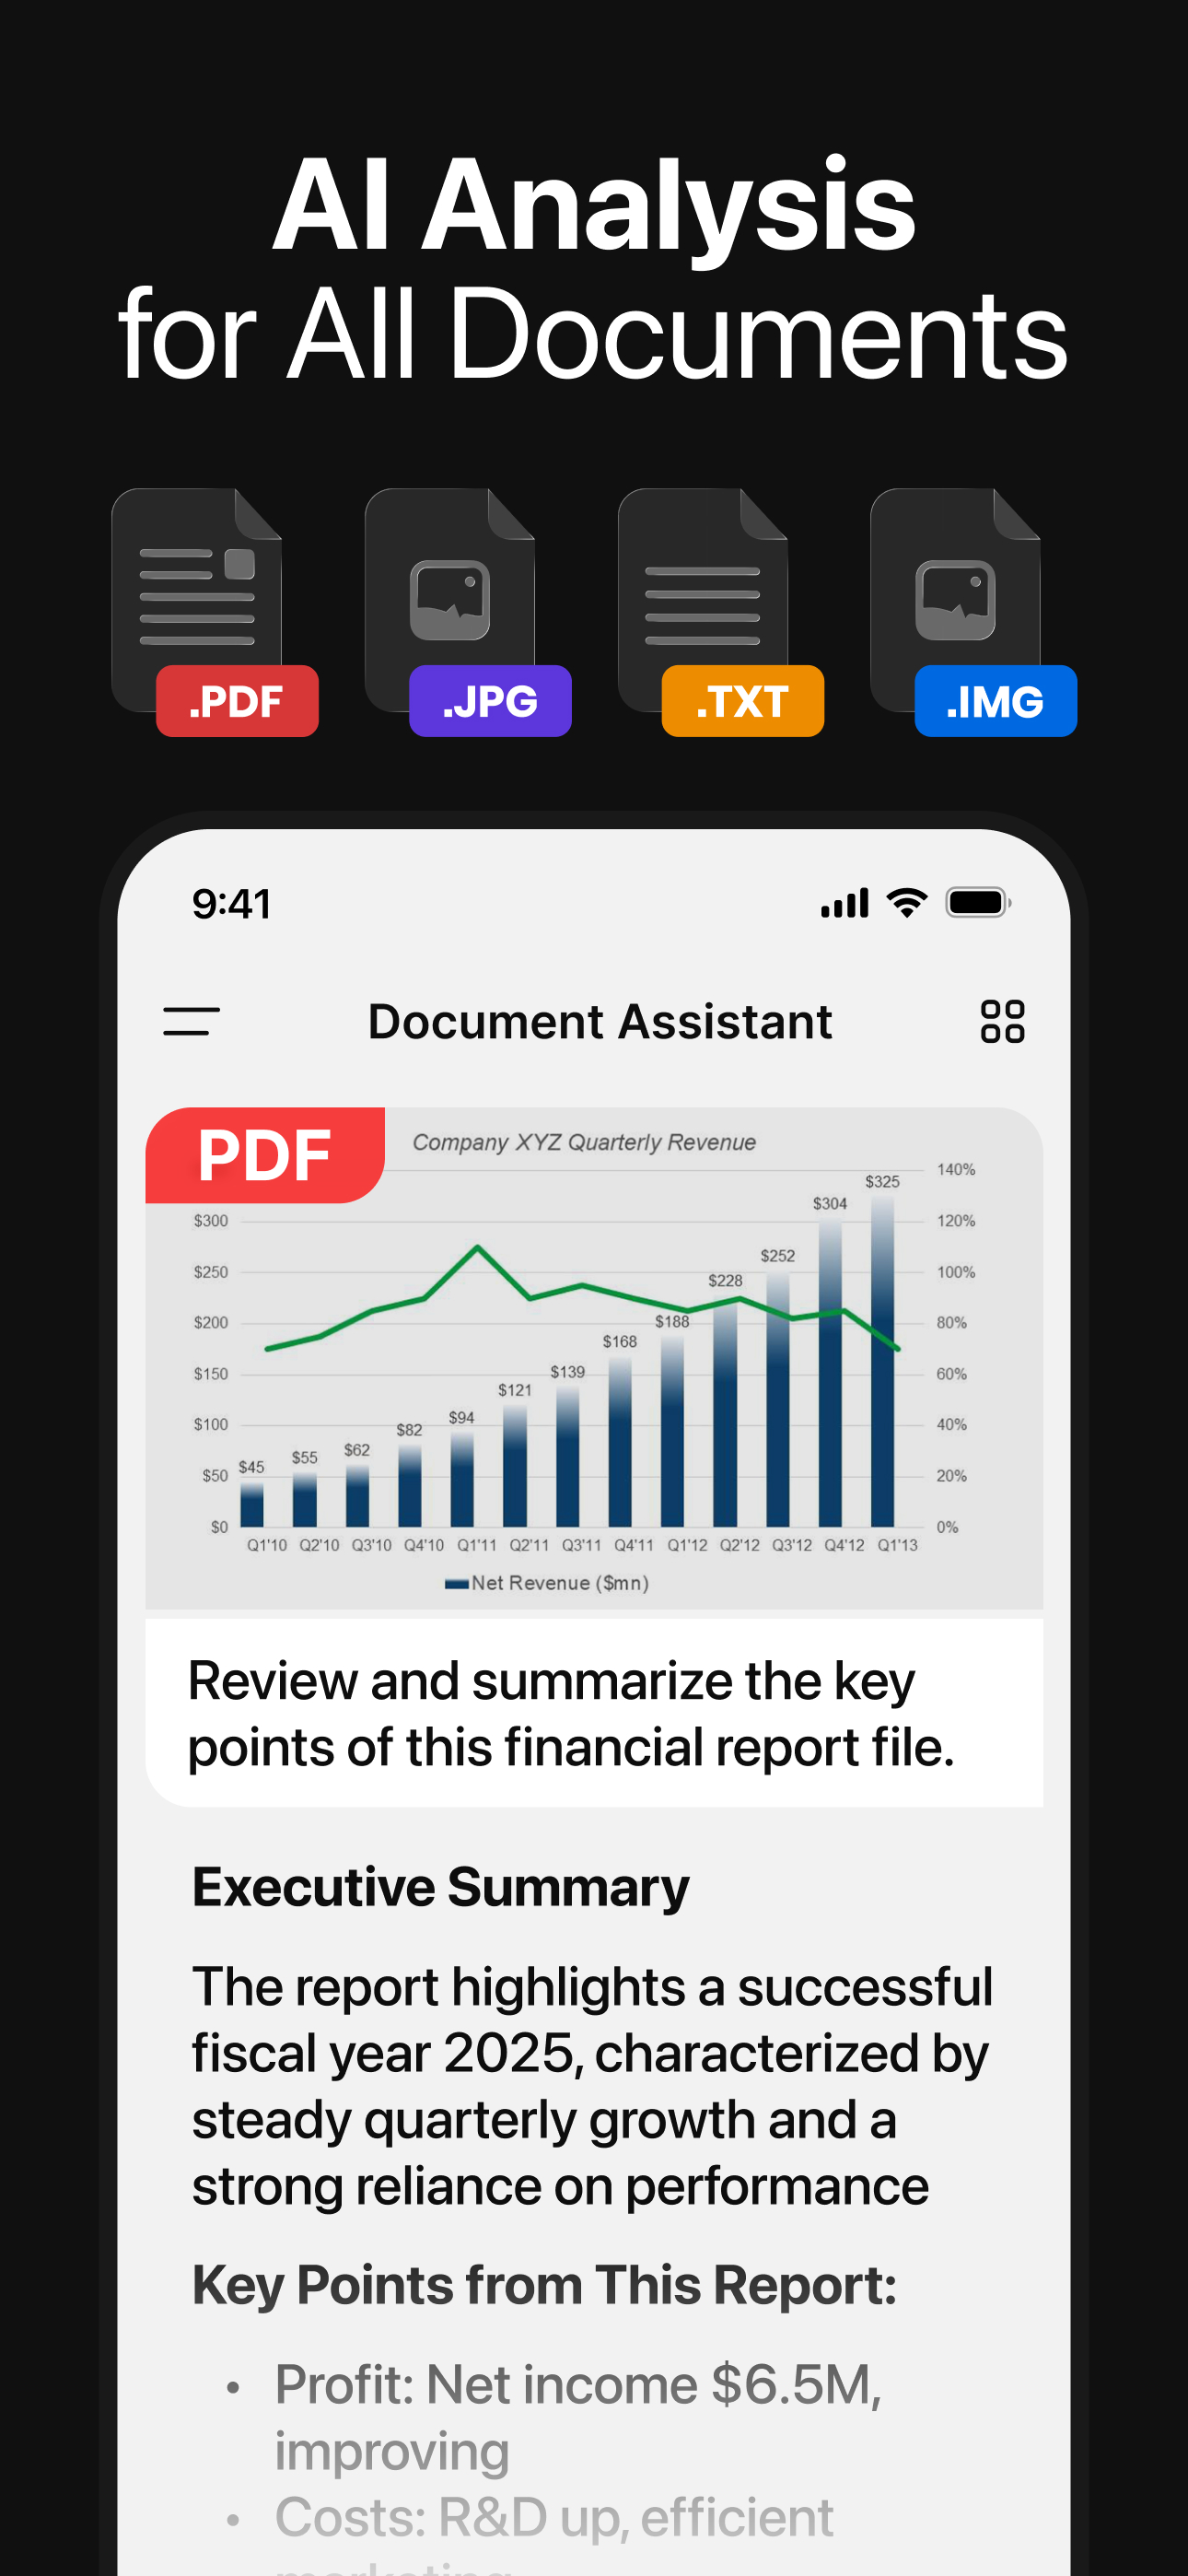 AI Analysis
for All Documents
.PDF
.JPG
.TXT
.IMG
9:41
Document Assistant
PDF
Company XYZ Quarterly Revenue
140%
$325
$304
$300
120%
$252
$250
100%
$228
$200
80%
$188
$168
$150
60%
$139
$121
$100
40%
$94
$82
$62
$55
$50
$45
20%
$0
0%
Q1'10 Q2'10 Q3'10 Q4'10 Q1'11 Q2'11 Q3'11 Q4'11 Q1'12 Q2'12 Q3'12 Q4'12 Q1'13
Net Revenue ($mn)
Review and summarize the key
points of this financial report file.
Executive Summary
The report highlights a successful
fiscal year 2025, characterized by
steady quarterly growth and a
strong reliance on performance
Key Points from This Report:
• Profit: Net income $6.5M,
improving
• Costs: R&D up, efficient